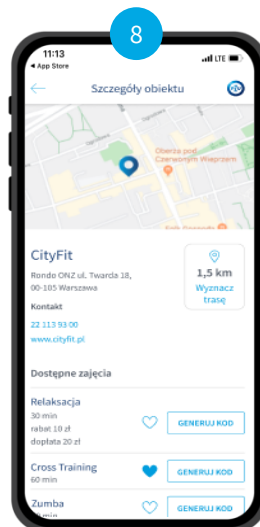 8
11:13
LTE
◀ App Store
Szczegóły obiektu
Oberża pod
Czerwonym Wieprzem
CityFit
Rondo ONZ ul. Twarda 18,
00-105 Warszawa
1,5 km
Wyznacz
trasę
Kontakt
22 113 93 00
www.cityfit.pl
Dostępne zajęcia
Relaksacja
30 min
rabat 10 zł
dopłata 20 zł
GENERUJ KOD
Cross Training
60 min
GENERUJ KOD
Zumba
min
GENERUJ KOD